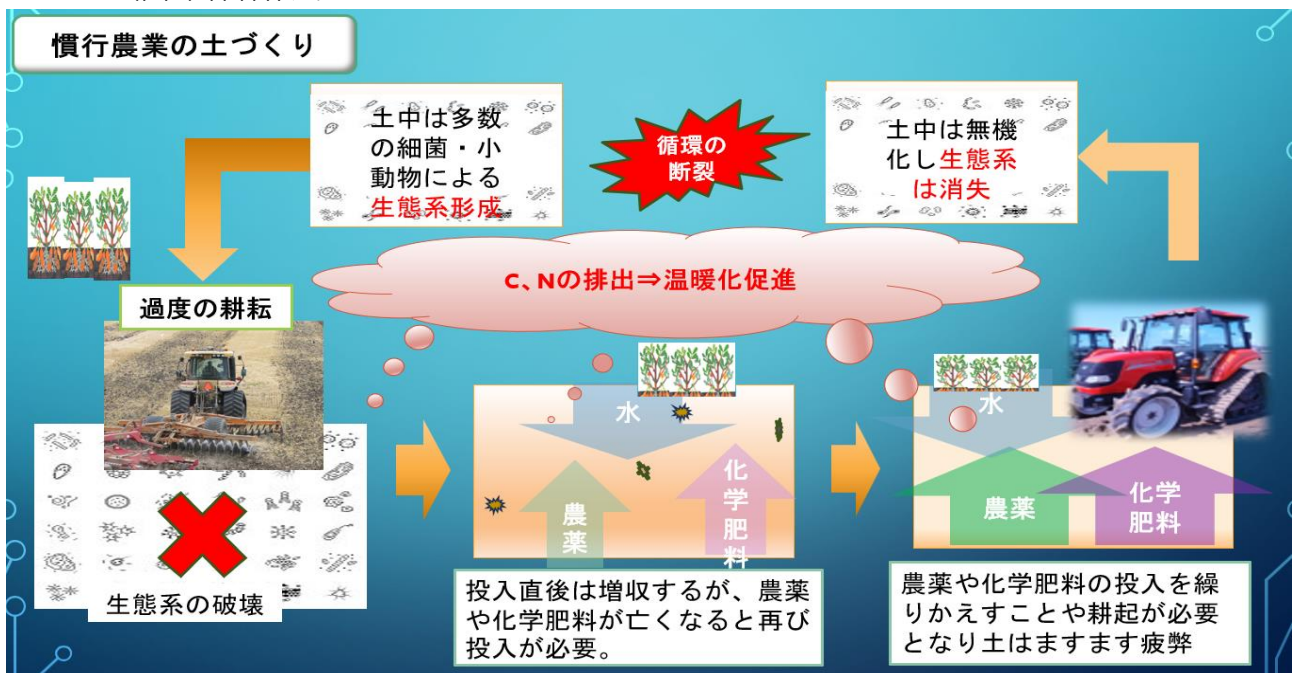 慣行農業の土づくり
土中は多数
の細菌・小
動物による
生態系形成
循環の
断裂
土中は無機
化し生態系
は消失
C、Nの排出⇒温暖化促進
過度の耕耘
生態系の破壊
水
農薬
化学肥料
投入直後は増収するが、農薬
や化学肥料が亡くなると再び
投入が必要。
水
農薬
化学
肥料
農薬や化学肥料の投入を繰
りかえすことや耕起が必要
となり土はますます疲弊